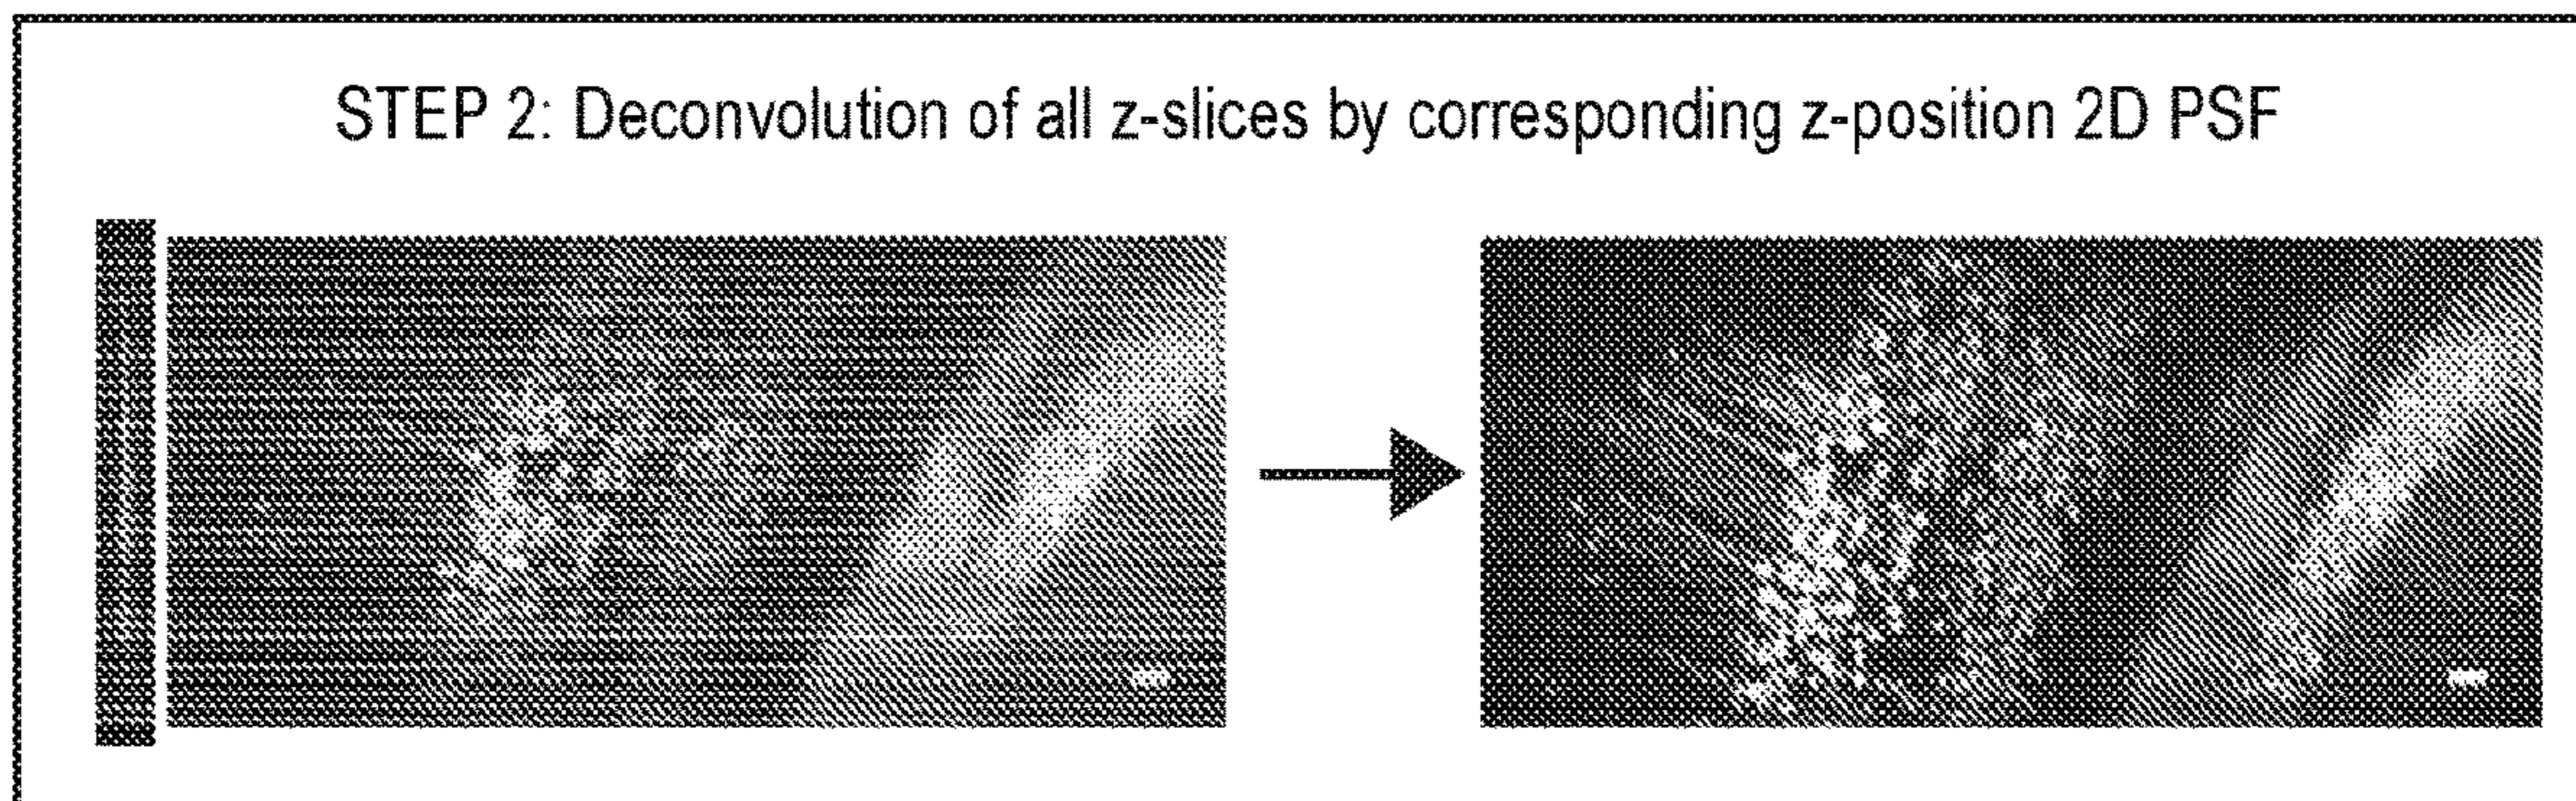 STEP 2: Deconvolution of all z-slices by corresponding z-position 2D PSF